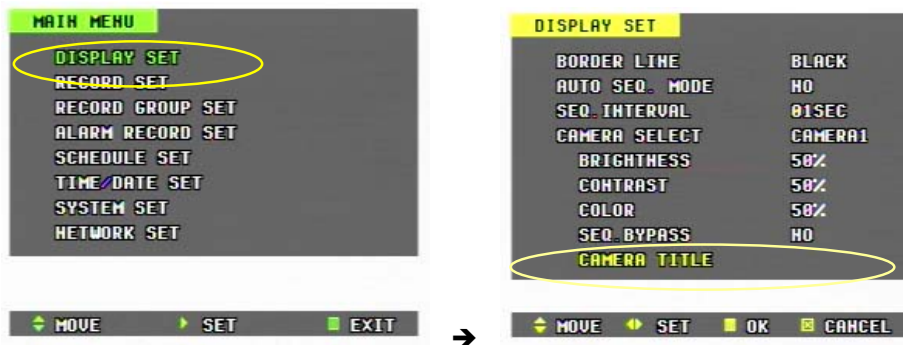 MAIN MENU
DISPLAY SET
RECORD SET
RECORD GROUP SET
ALARM RECORD SET
SCHEDULE SET
TIME/DATE SET
SYSTEM SET
NETWORK SET
MOVE SET EXIT
DISPLAY SET
BORDER LINE BLACK
AUTO SEQ. MODE NO
SEQ.INTERVAL 01SEC
CAMERA SELECT CAMERA1
BRIGHTNESS 50%
CONTRAST 50%
COLOR 50%
SEQ.BYPASS NO
CAMERA TITLE
MOVE SET OK CANCEL